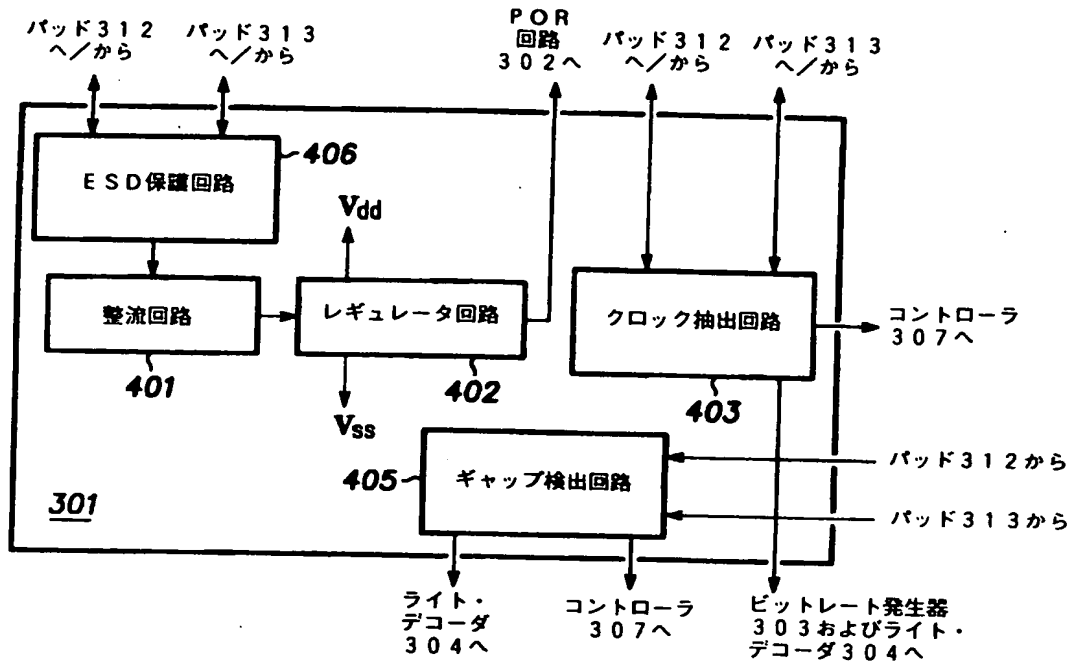 パッド312
へ/から
パッド313
へ/から
POR
回路
302へ
パッド312
へ/から
パッド313
へ/から
406
ESD保護回路
Vdd
整流回路
レギュレータ回路
クロック抽出回路
コントローラ
307へ
401
402
403
Vss
405
ギャップ検出回路
パッド312から
パッド313から
301
ライト・
デコーダ
304へ
コントローラ
307へ
ビットレート発生器
303およびライト・
デコーダ304へ